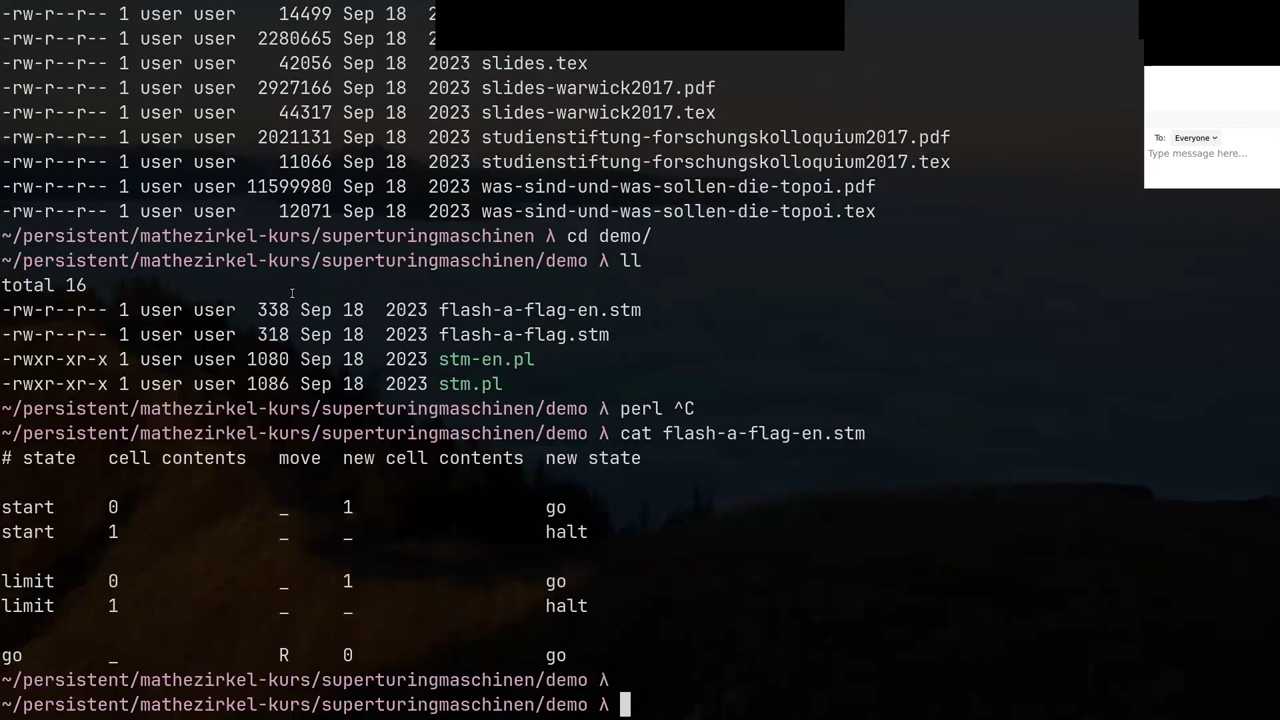 -rw-r--r-- 1 user user    14499 Sep 18  2
-rw-r--r-- 1 user user  2280665 Sep 18  2
-rw-r--r-- 1 user user    42056 Sep 18  2023 slides.tex
-rw-r--r-- 1 user user  2927166 Sep 18  2023 slides-warwick2017.pdf
-rw-r--r-- 1 user user    44317 Sep 18  2023 slides-warwick2017.tex
-rw-r--r-- 1 user user  2021131 Sep 18  2023 studienstiftung-forschungskolloquium2017.pdf
To: Everyone
Type message here...
-rw-r--r-- 1 user user    11066 Sep 18  2023 studienstiftung-forschungskolloquium2017.tex
-rw-r--r-- 1 user user 11599980 Sep 18  2023 was-sind-und-was-sollen-die-topoi.pdf
-rw-r--r-- 1 user user    12071 Sep 18  2023 was-sind-und-was-sollen-die-topoi.tex
~/persistent/mathezirkel-kurs/superturingmaschinen λ cd demo/
~/persistent/mathezirkel-kurs/superturingmaschinen/demo λ ll
total 16
-rw-r--r-- 1 user user  338 Sep 18  2023 flash-a-flag-en.stm
-rw-r--r-- 1 user user  318 Sep 18  2023 flash-a-flag.stm
-rwxr-xr-x 1 user user 1080 Sep 18  2023 stm-en.pl
-rwxr-xr-x 1 user user 1086 Sep 18  2023 stm.pl
~/persistent/mathezirkel-kurs/superturingmaschinen/demo λ perl ^C
~/persistent/mathezirkel-kurs/superturingmaschinen/demo λ cat flash-a-flag-en.stm
# state   cell contents   move  new cell contents  new state
start     0               _     1                  go
start     1               _     _                  halt
limit     0               _     1                  go
limit     1               _     _                  halt
go        _               R     0                  go
~/persistent/mathezirkel-kurs/superturingmaschinen/demo λ
~/persistent/mathezirkel-kurs/superturingmaschinen/demo λ